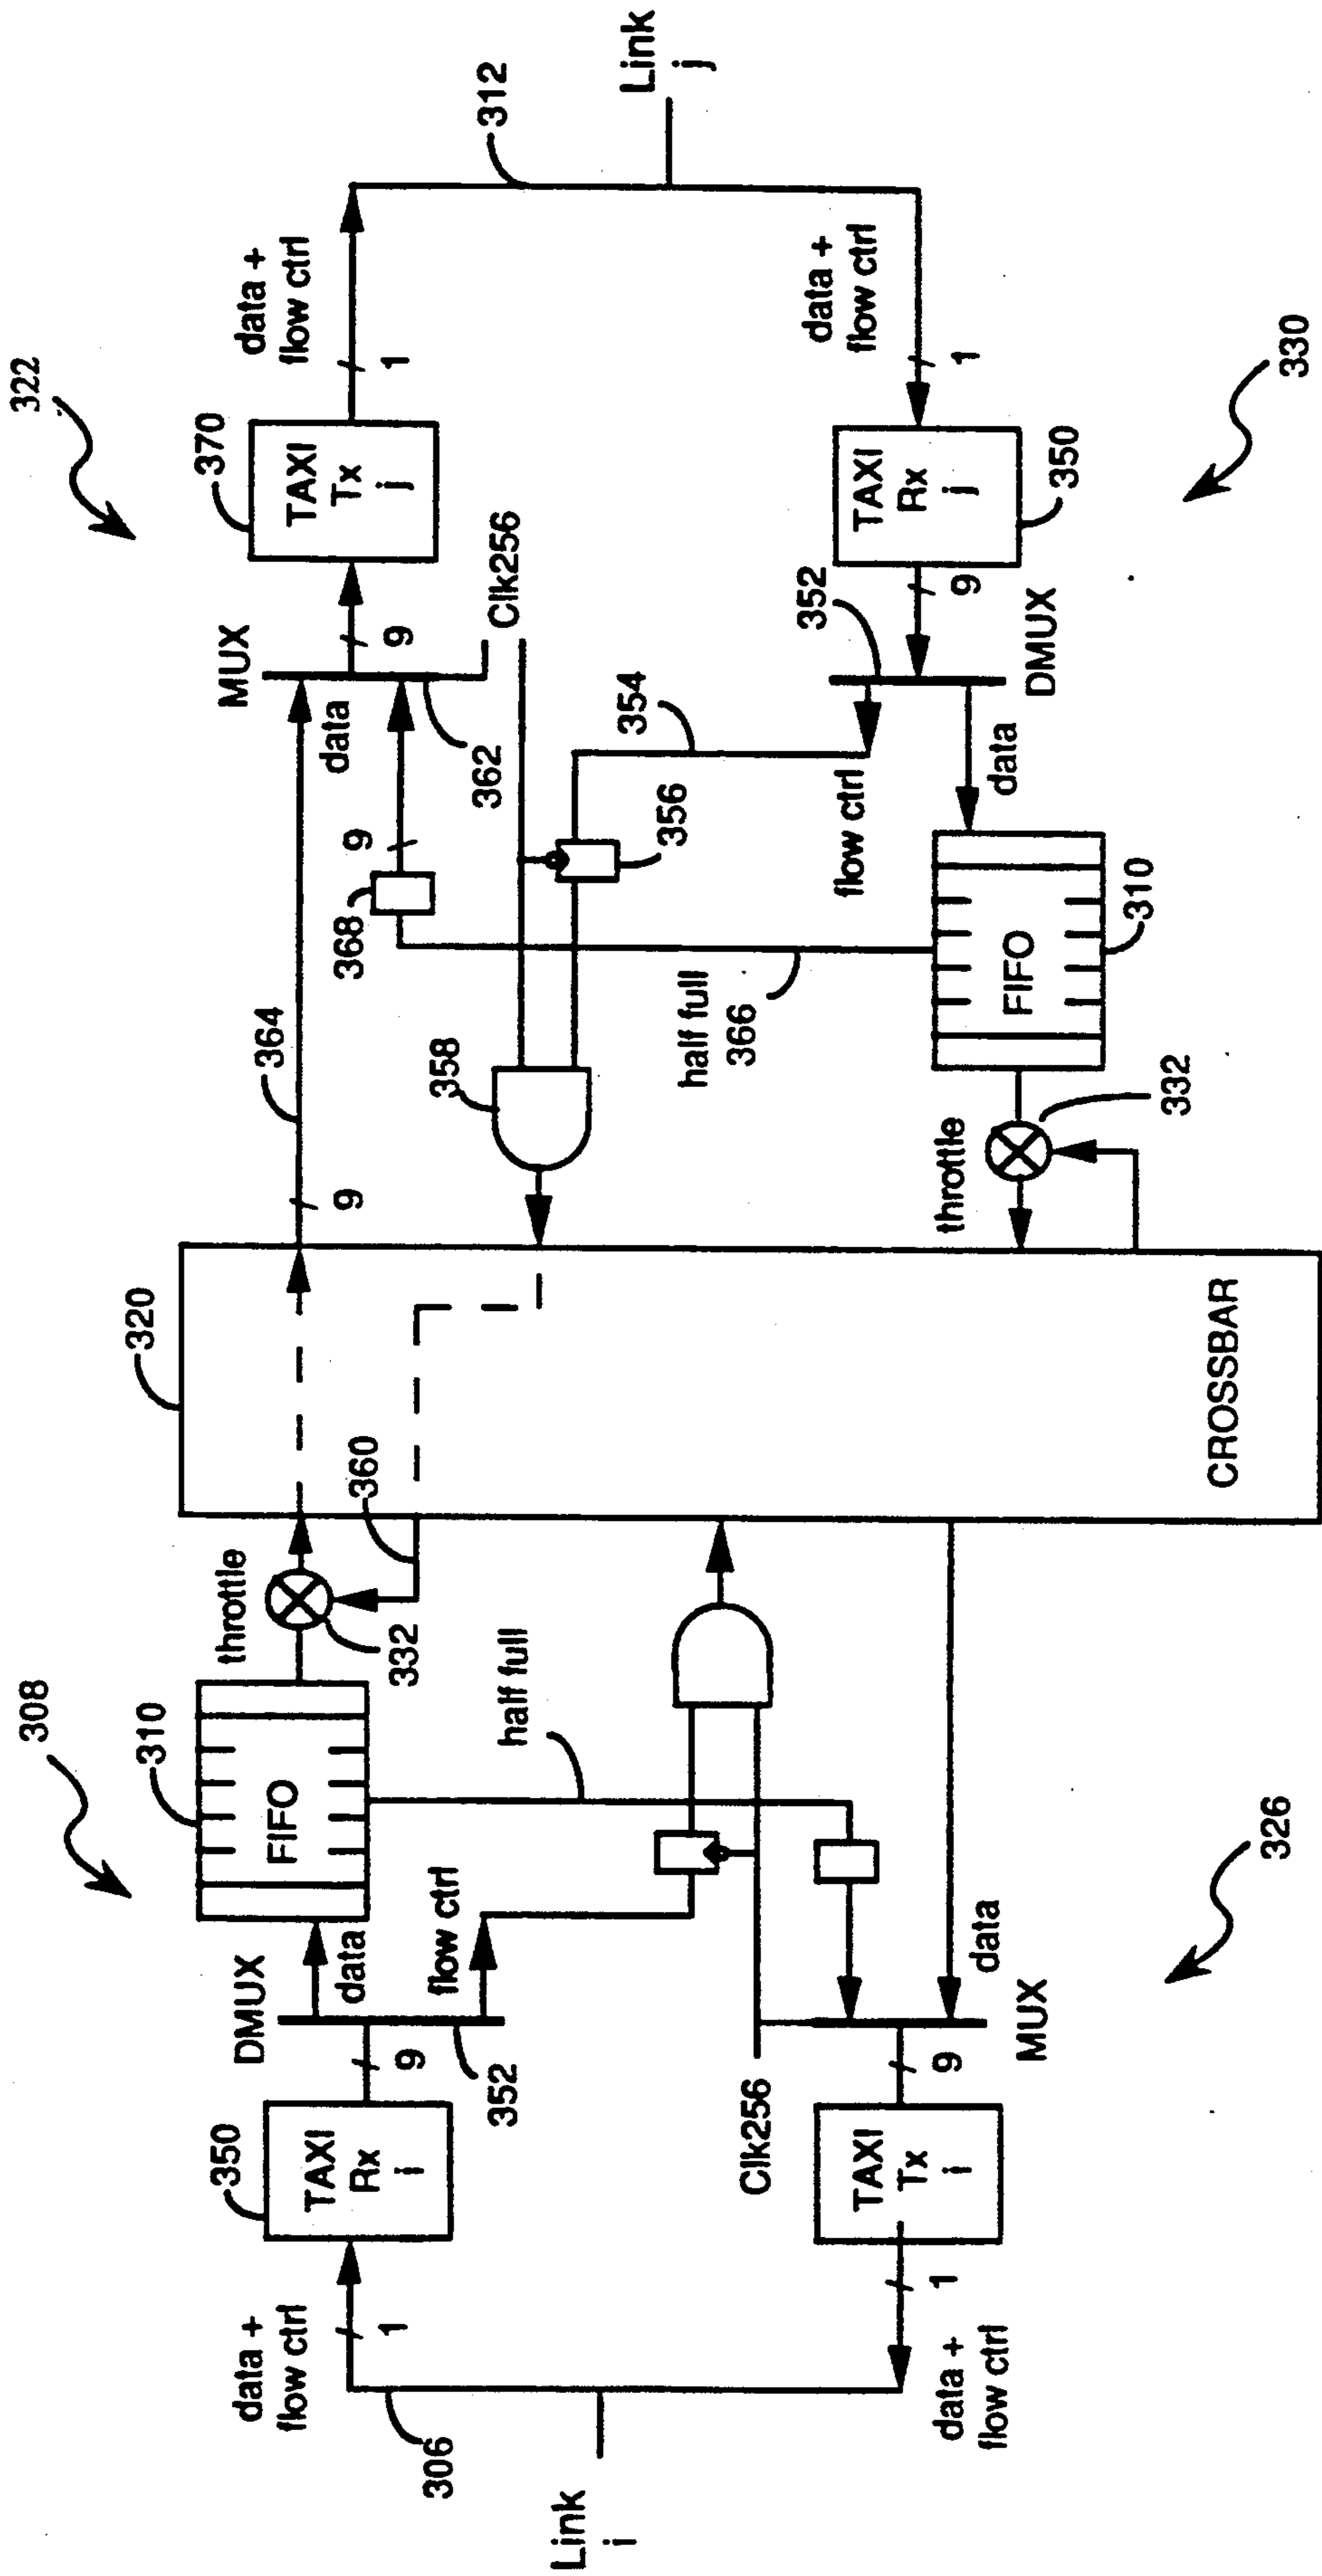 322
308
330
326
320
364
312
Link
j
data +
flow ctrl
1
370
TAXI
Tx
j
MUX
9
data
9
368
362
Clk256
358
354
356
half full
366
flow ctrl
352
DMUX
data
9
TAXI
Rx
j
350
1
data +
flow ctrl
FIFO
310
throttle
332
9
CROSSBAR
360
throttle
332
310
FIFO
half full
DMUX
data
flow ctrl
352
9
350
TAXI
Rx
i
1
data +
flow ctrl
306
Link
i
Clk256
data
MUX
9
TAXI
Tx
i
1
data +
flow ctrl